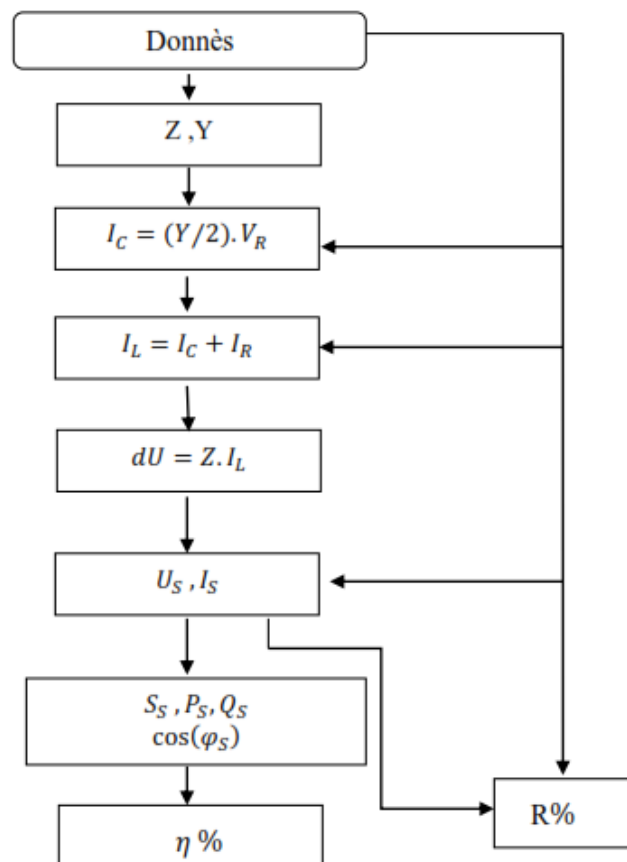 Donnès
Z ,Y
I_C = (Y/2).V_R
I_L = I_C + I_R
dU = Z.I_L
U_S , I_S
S_S , P_S, Q_S
cos(φ_S)
R%
η %